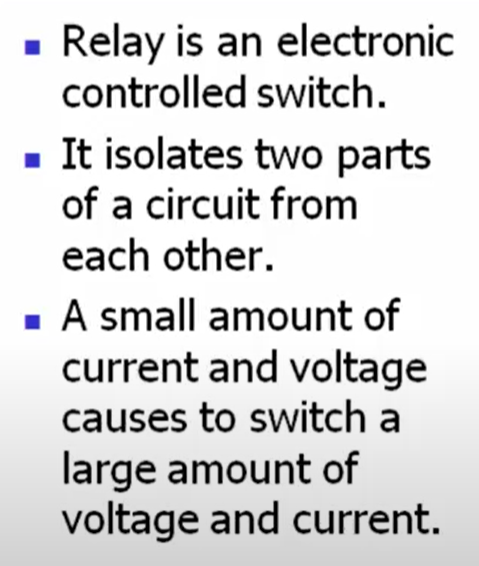 Relay is an electronic
controlled switch.
It isolates two parts
of a circuit from
each other.
A small amount of
current and voltage
causes to switch a
large amount of
voltage and current.